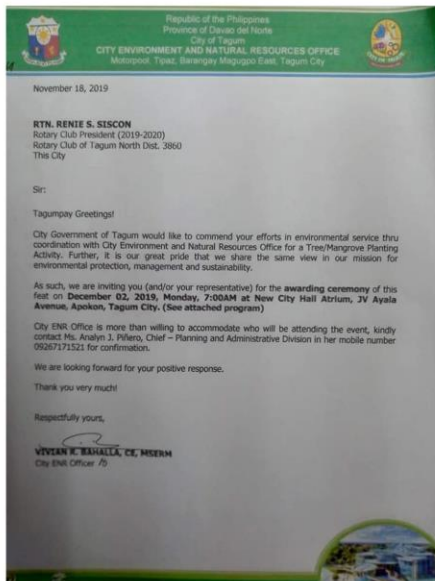 Republic of the Philippines
Province of Davao del Norte
City of Tagum
CITY ENVIRONMENT AND NATURAL RESOURCES OFFICE
Motorpool, Tipaz, Barangay Magugpo East, Tagum City
November 18, 2019
RTN. RENIE S. SISCON
Rotary Club President (2019-2020)
Rotary Club of Tagum North Dist. 3860
This City
Sir:
Tagumpay Greetings!
City Government of Tagum would like to commend your efforts in environmental service thru
coordination with City Environment and Natural Resources Office for a Tree/Mangrove Planting
Activity. Further, it is our great pride that we share the same view in our mission for
environmental protection, management and sustainability.
As such, we are inviting you (and/or your representative) for the awarding ceremony of this
feat on December 02, 2019, Monday, 7:00AM at New City Hall Atrium, JV Ayala
Avenue, Apokon, Tagum City. (See attached program)
City ENR Office is more than willing to accommodate who will be attending the event, kindly
contact Ms. Analyn J. Piñero, Chief – Planning and Administrative Division in her mobile number
09267171521 for confirmation.
We are looking forward for your positive response.
Thank you very much!
Respectfully yours,
VIVIAN R. BAHALLA, CE, MSERM
City ENR Officer